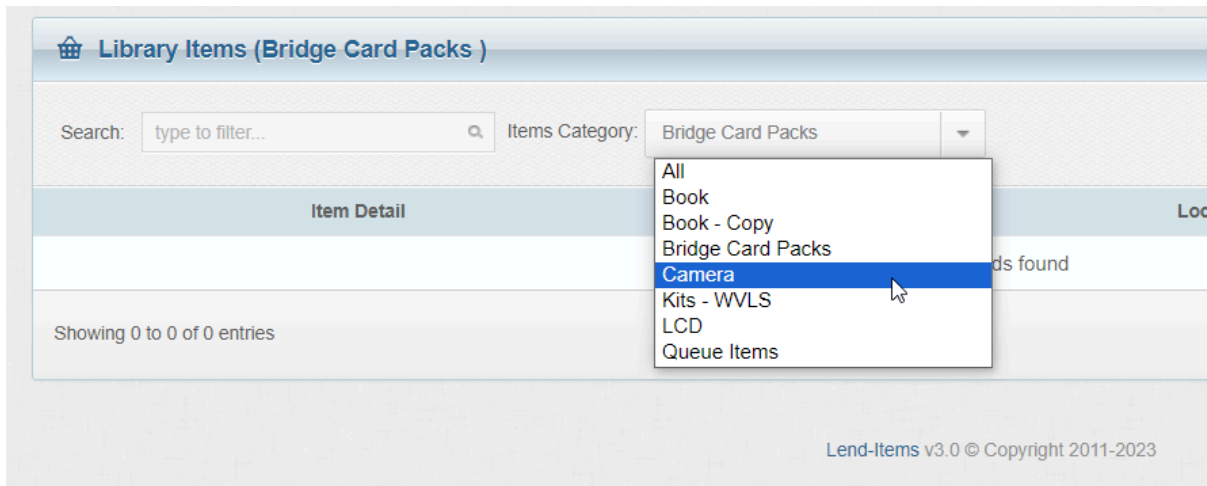 Library Items (Bridge Card Packs )
Search: type to filter... Items Category: Bridge Card Packs
All
Book
Book - Copy
Bridge Card Packs
Camera
Kits - WVLS
LCD
Queue Items
Item Detail Loc
ds found
Showing 0 to 0 of 0 entries
Lend-Items v3.0 © Copyright 2011-2023